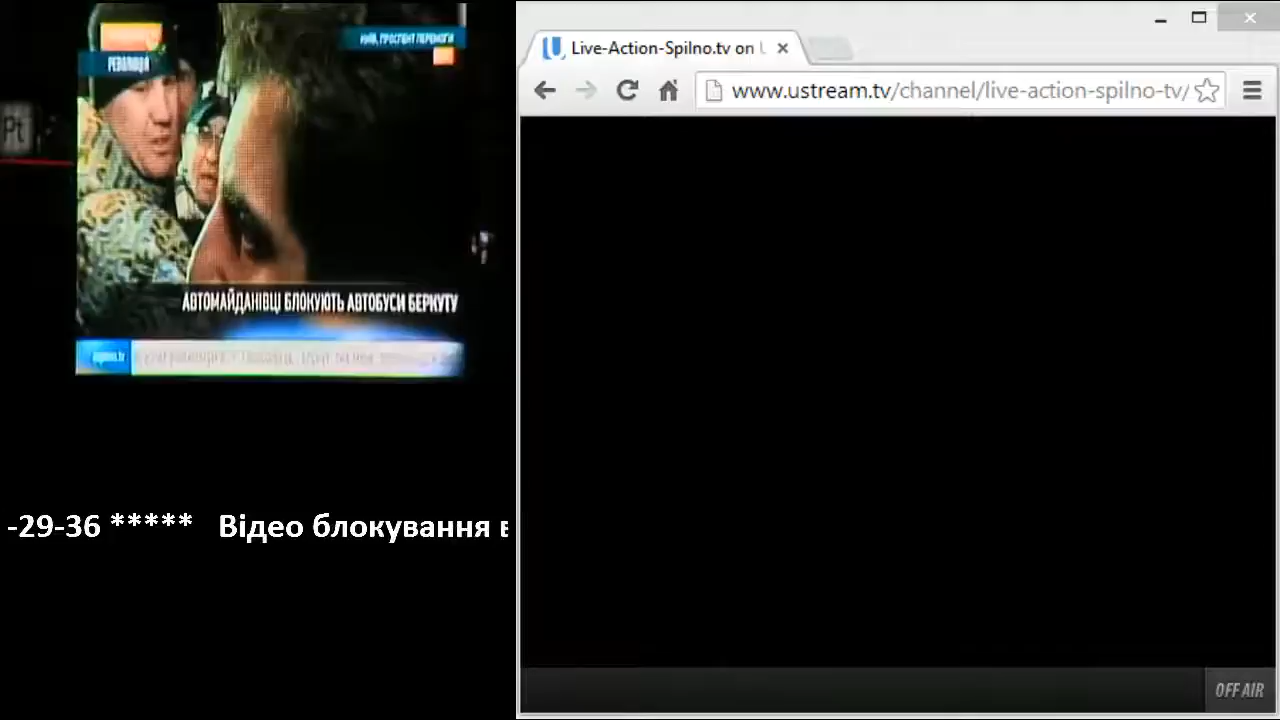 КИЇВ, ПРОСПЕКТ ПЕРЕМОГИ
РЕВОЛЮЦІЯ
Pt
АВТОМАЙДАНІВЦІ БЛОКУЮТЬ АВТОБУСИ БЕРКУТУ
-29-36 ***** Відео блокування в
Live-Action-Spilno.tv on U
www.ustream.tv/channel/live-action-spilno-tv/
OFF AIR